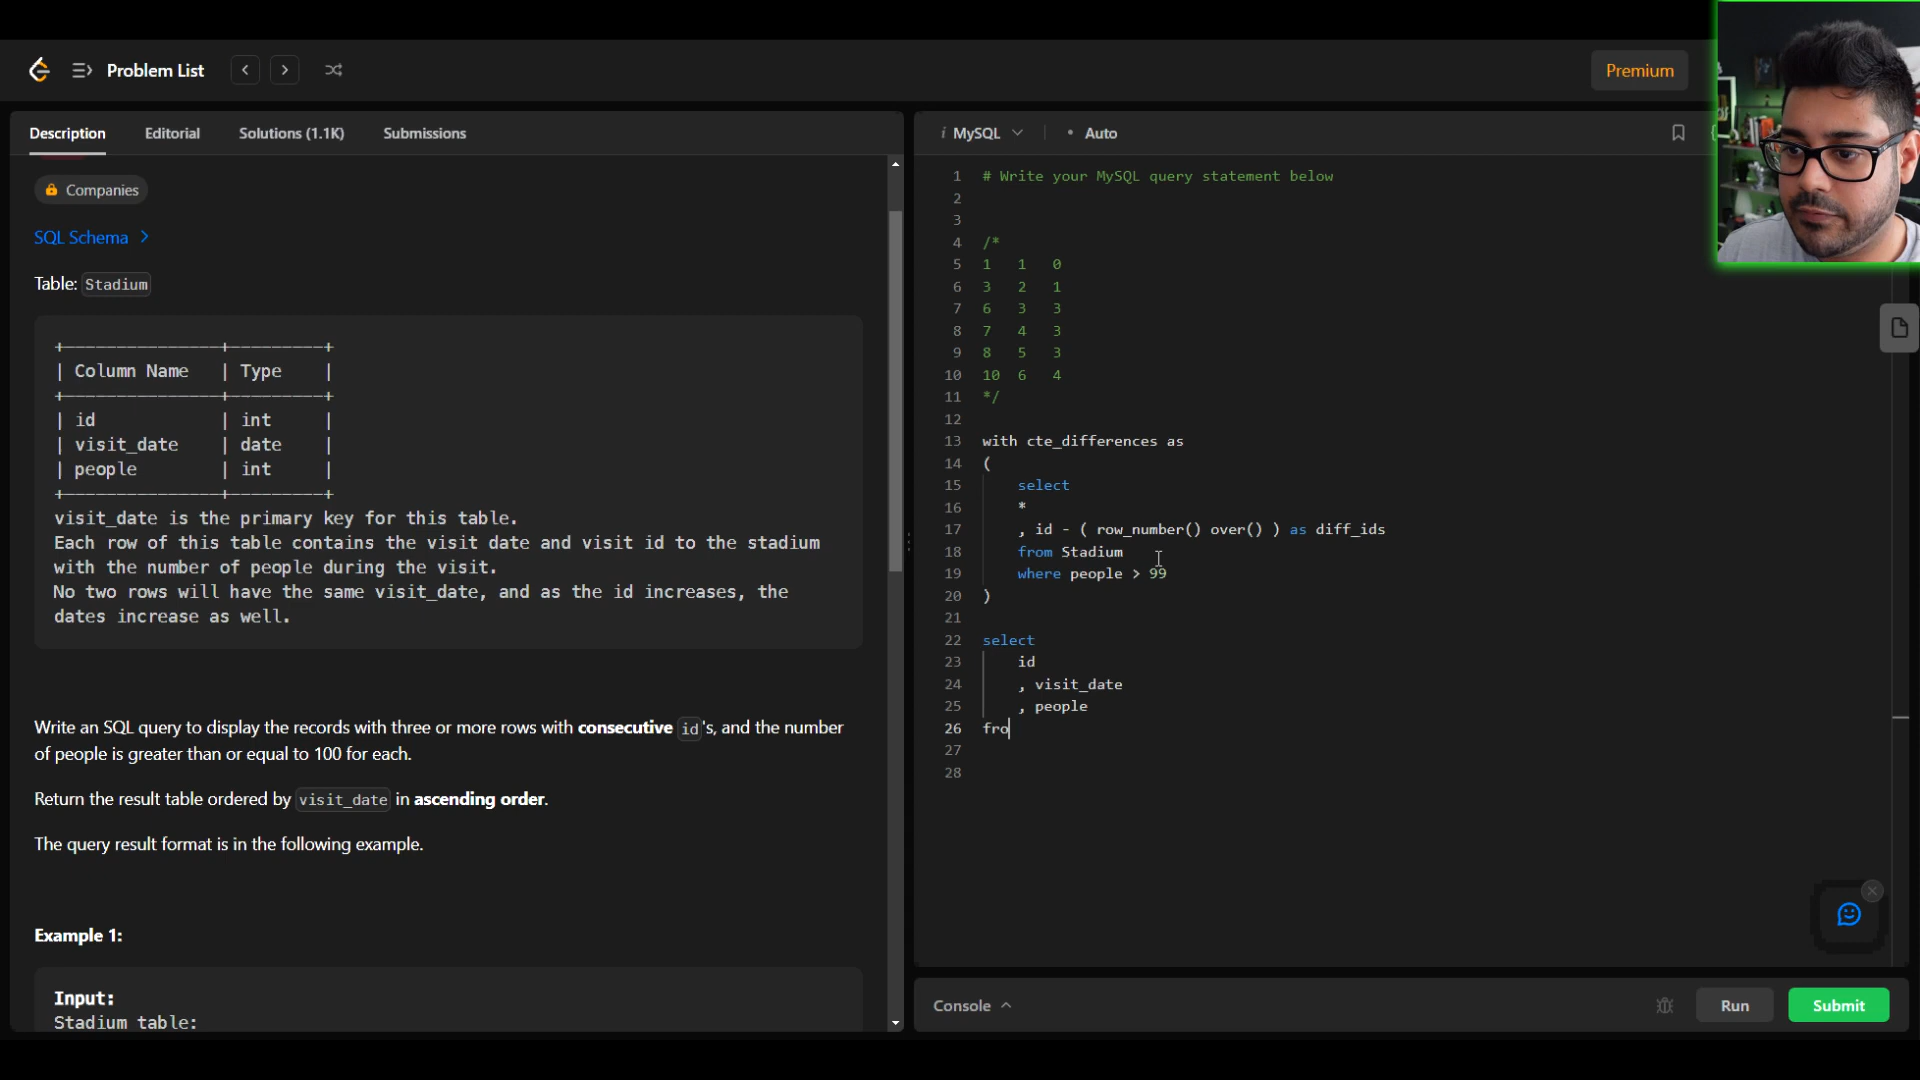 Problem List
Premium
Description Editorial Solutions (1.1K) Submissions
Companies
SQL Schema
Table: Stadium
+---------------+---------+
| Column Name | Type |
+---------------+---------+
| id | int |
| visit_date | date |
| people | int |
+---------------+---------+
visit_date is the primary key for this table.
Each row of this table contains the visit date and visit id to the stadium
with the number of people during the visit.
No two rows will have the same visit_date, and as the id increases, the
dates increase as well.
Write an SQL query to display the records with three or more rows with consecutive id's, and the number
of people is greater than or equal to 100 for each.
Return the result table ordered by visit_date in ascending order.
The query result format is in the following example.
Example 1:
Input:
Stadium table:
i MySQL • Auto
1 # Write your MySQL query statement below
2
3
4 /*
5 1 1 0
6 3 2 1
7 6 3 3
8 7 4 3
9 8 5 3
10 10 6 4
11 */
12
13 with cte_differences as
14 (
15 select
16 *
17 , id - ( row_number() over() ) as diff_ids
18 from Stadium
19 where people > 99
20 )
21
22 select
23 id
24 , visit_date
25 , people
26 fro
27
28
Console
Run
Submit